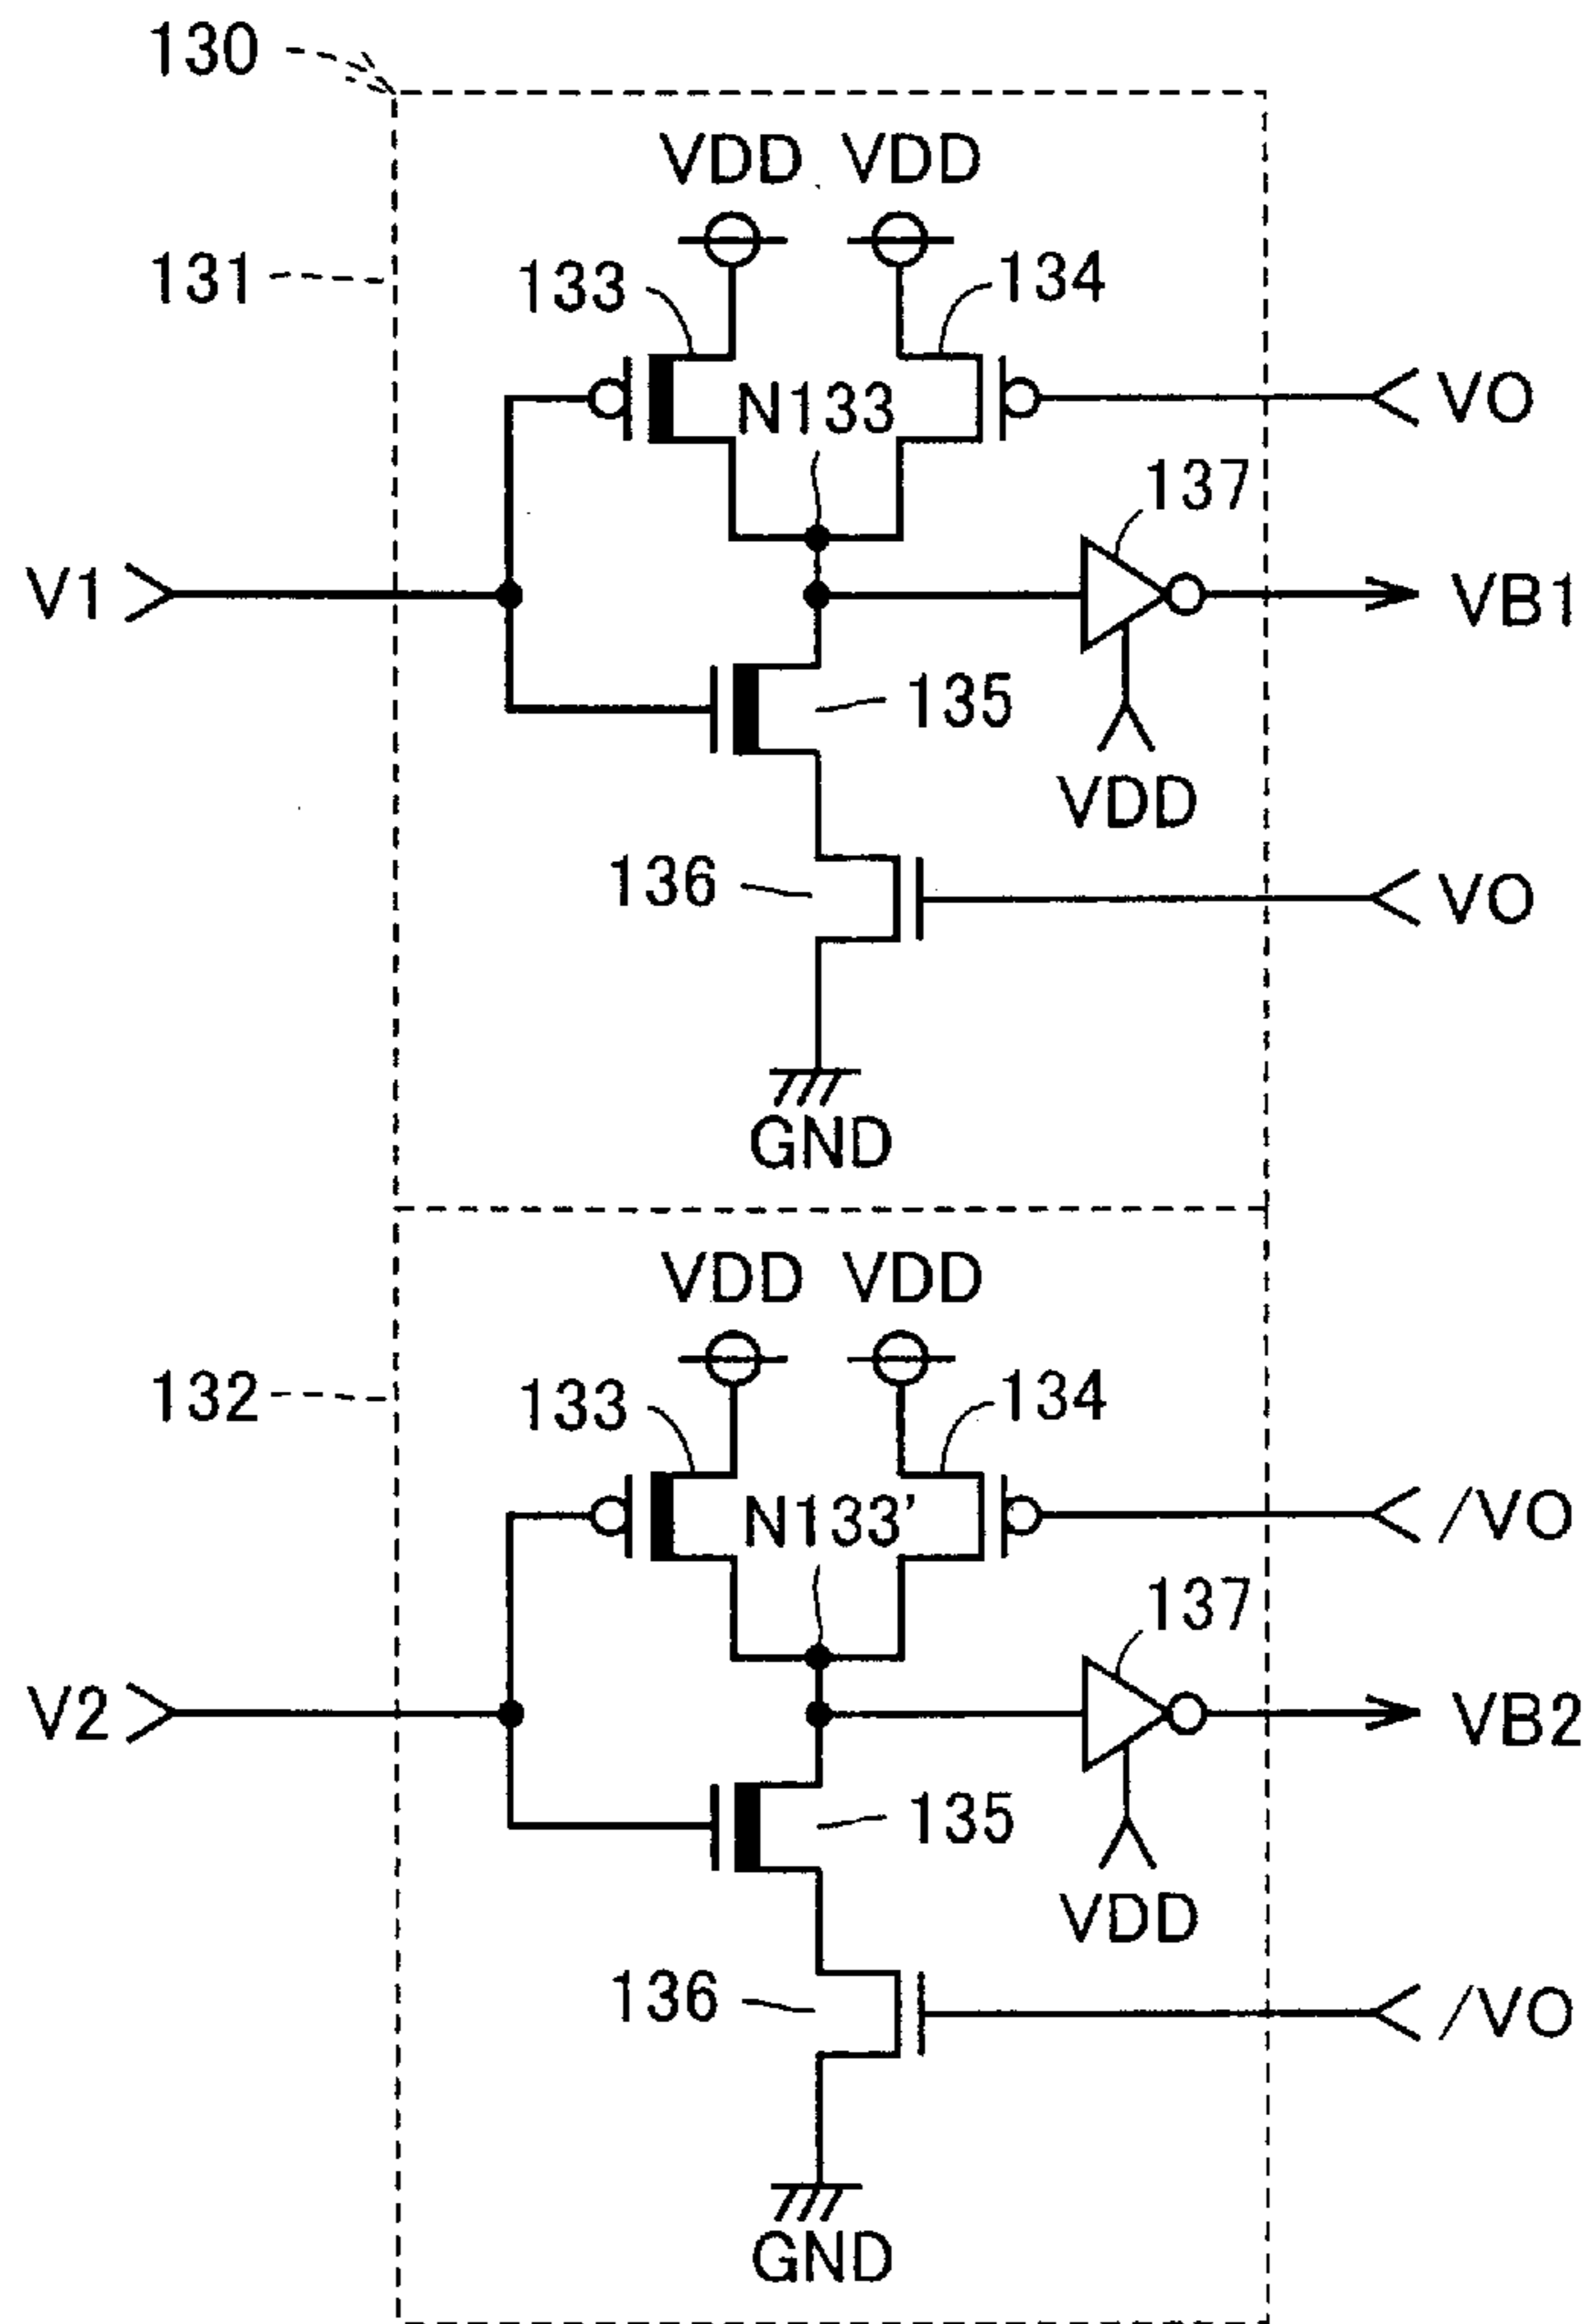 130
VDD VDD
131
133
134
N133
VO
137
V1
VB1
135
VDD
136
VO
GND
VDD VDD
132
133
134
N133'
/VO
137
V2
VB2
135
VDD
136
/VO
GND